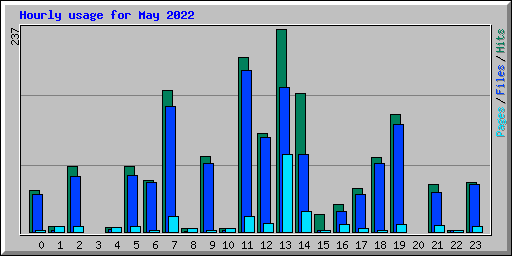 Hourly usage for May 2022
237
Pages/Files/Hits
0 1 2 3 4 5 6 7 8 9 10 11 12 13 14 15 16 17 18 19 20 21 22 23